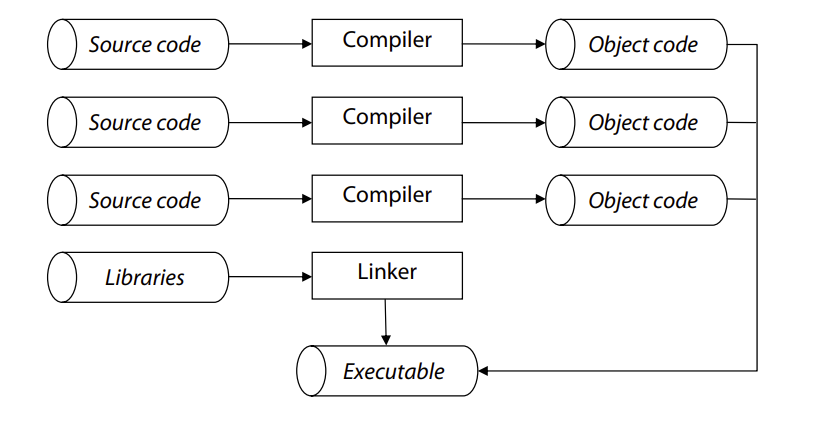 Source code
Compiler
Object code
Source code
Compiler
Object code
Source code
Compiler
Object code
Libraries
Linker
Executable